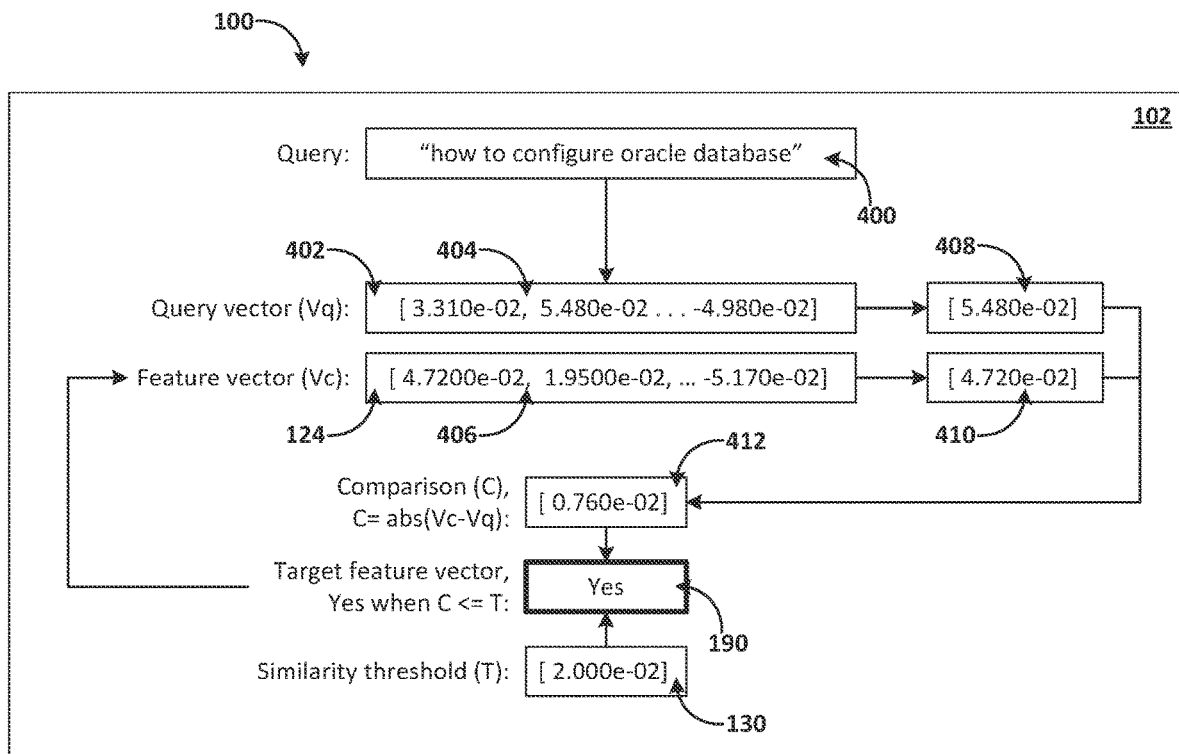 100
102
Query: "how to configure oracle database"
400
402 404 408
Query vector (Vq): [ 3.310e-02, 5.480e-02 . . . -4.980e-02] [ 5.480e-02]
Feature vector (Vc): [ 4.7200e-02, 1.9500e-02, ... -5.170e-02] [ 4.720e-02]
124 406 410
412
Comparison (C),
C= abs(Vc-Vq): [ 0.760e-02]
Target feature vector,
Yes when C <= T: Yes
190
Similarity threshold (T): [ 2.000e-02]
130